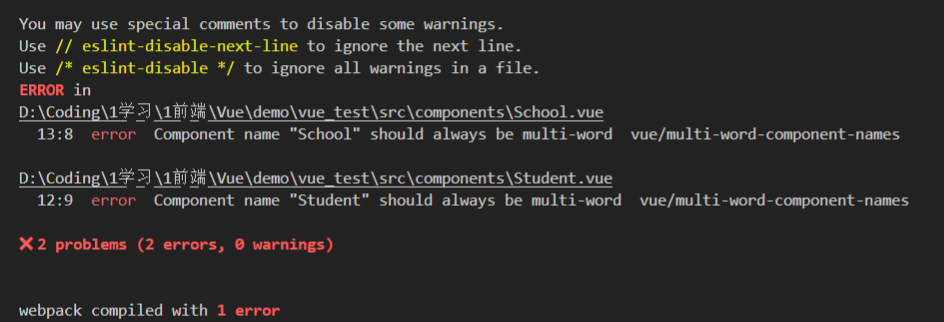 You may use special comments to disable some warnings.
Use // eslint-disable-next-line to ignore the next line.
Use /* eslint-disable */ to ignore all warnings in a file.
ERROR in
D:\Coding\1学习\1前端\Vue\demo\vue_test\src\components\School.vue
13:8 error Component name "School" should always be multi-word vue/multi-word-component-names
D:\Coding\1学习\1前端\Vue\demo\vue_test\src\components\Student.vue
12:9 error Component name "Student" should always be multi-word vue/multi-word-component-names
❌2 problems (2 errors, 0 warnings)
webpack compiled with 1 error